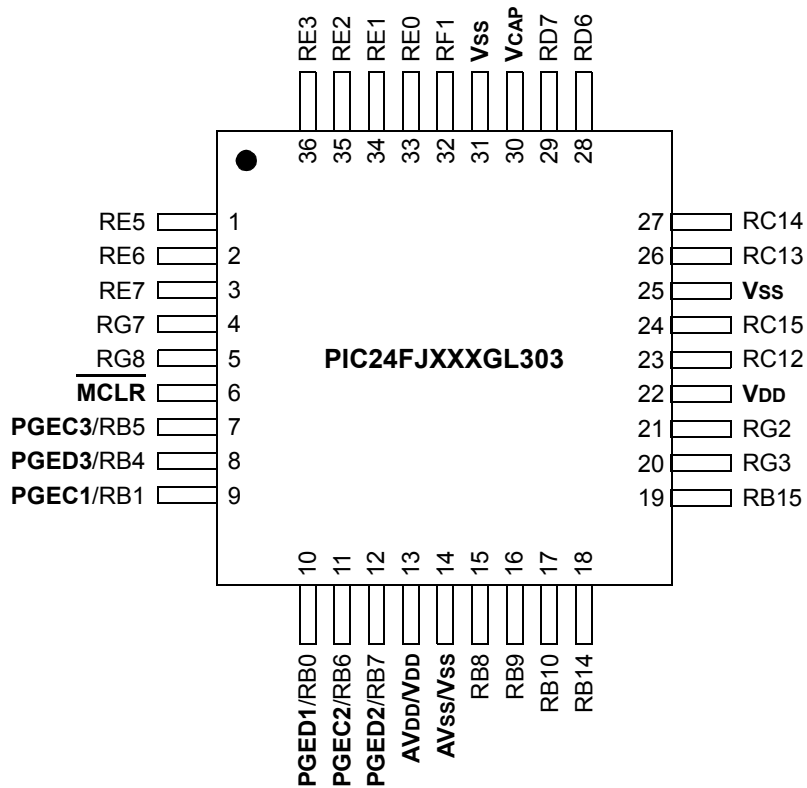 RE3 RE2 RE1 RE0 RF1 VSS VCAP RD7 RD6
36 35 34 33 32 31 30 29 28
RE5 1 27 RC14
RE6 2 26 RC13
RE7 3 25 VSS
RG7 4 24 RC15
RG8 5 PIC24FJXXXGL303 23 RC12
MCLR 6 22 VDD
PGEC3/RB5 7 21 RG2
PGED3/RB4 8 20 RG3
PGEC1/RB1 9 19 RB15
10 11 12 13 14 15 16 17 18
PGED1/RB0 PGEC2/RB6 PGED2/RB7 AVDD/VDD AVSS/VSS RB8 RB9 RB10 RB14